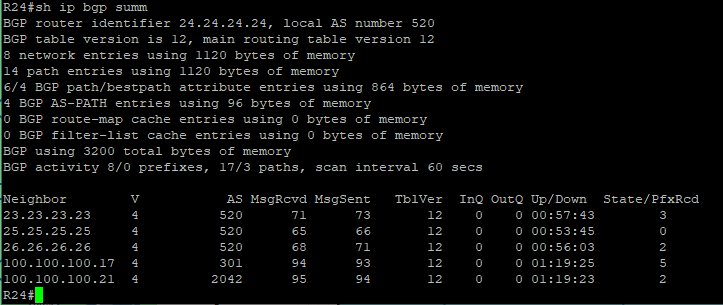 R24#sh ip bgp summ
BGP router identifier 24.24.24.24, local AS number 520
BGP table version is 12, main routing table version 12
8 network entries using 1120 bytes of memory
14 path entries using 1120 bytes of memory
6/4 BGP path/bestpath attribute entries using 864 bytes of memory
4 BGP AS-PATH entries using 96 bytes of memory
0 BGP route-map cache entries using 0 bytes of memory
0 BGP filter-list cache entries using 0 bytes of memory
BGP using 3200 total bytes of memory
BGP activity 8/0 prefixes, 17/3 paths, scan interval 60 secs
Neighbor V AS MsgRcvd MsgSent TblVer InQ OutQ Up/Down State/PfxRcd
23.23.23.23 4 520 71 73 12 0 0 00:57:43 3
25.25.25.25 4 520 65 66 12 0 0 00:53:45 0
26.26.26.26 4 520 68 71 12 0 0 00:56:03 2
100.100.100.17 4 301 94 93 12 0 0 01:19:25 5
100.100.100.21 4 2042 95 94 12 0 0 01:19:23 2
R24#